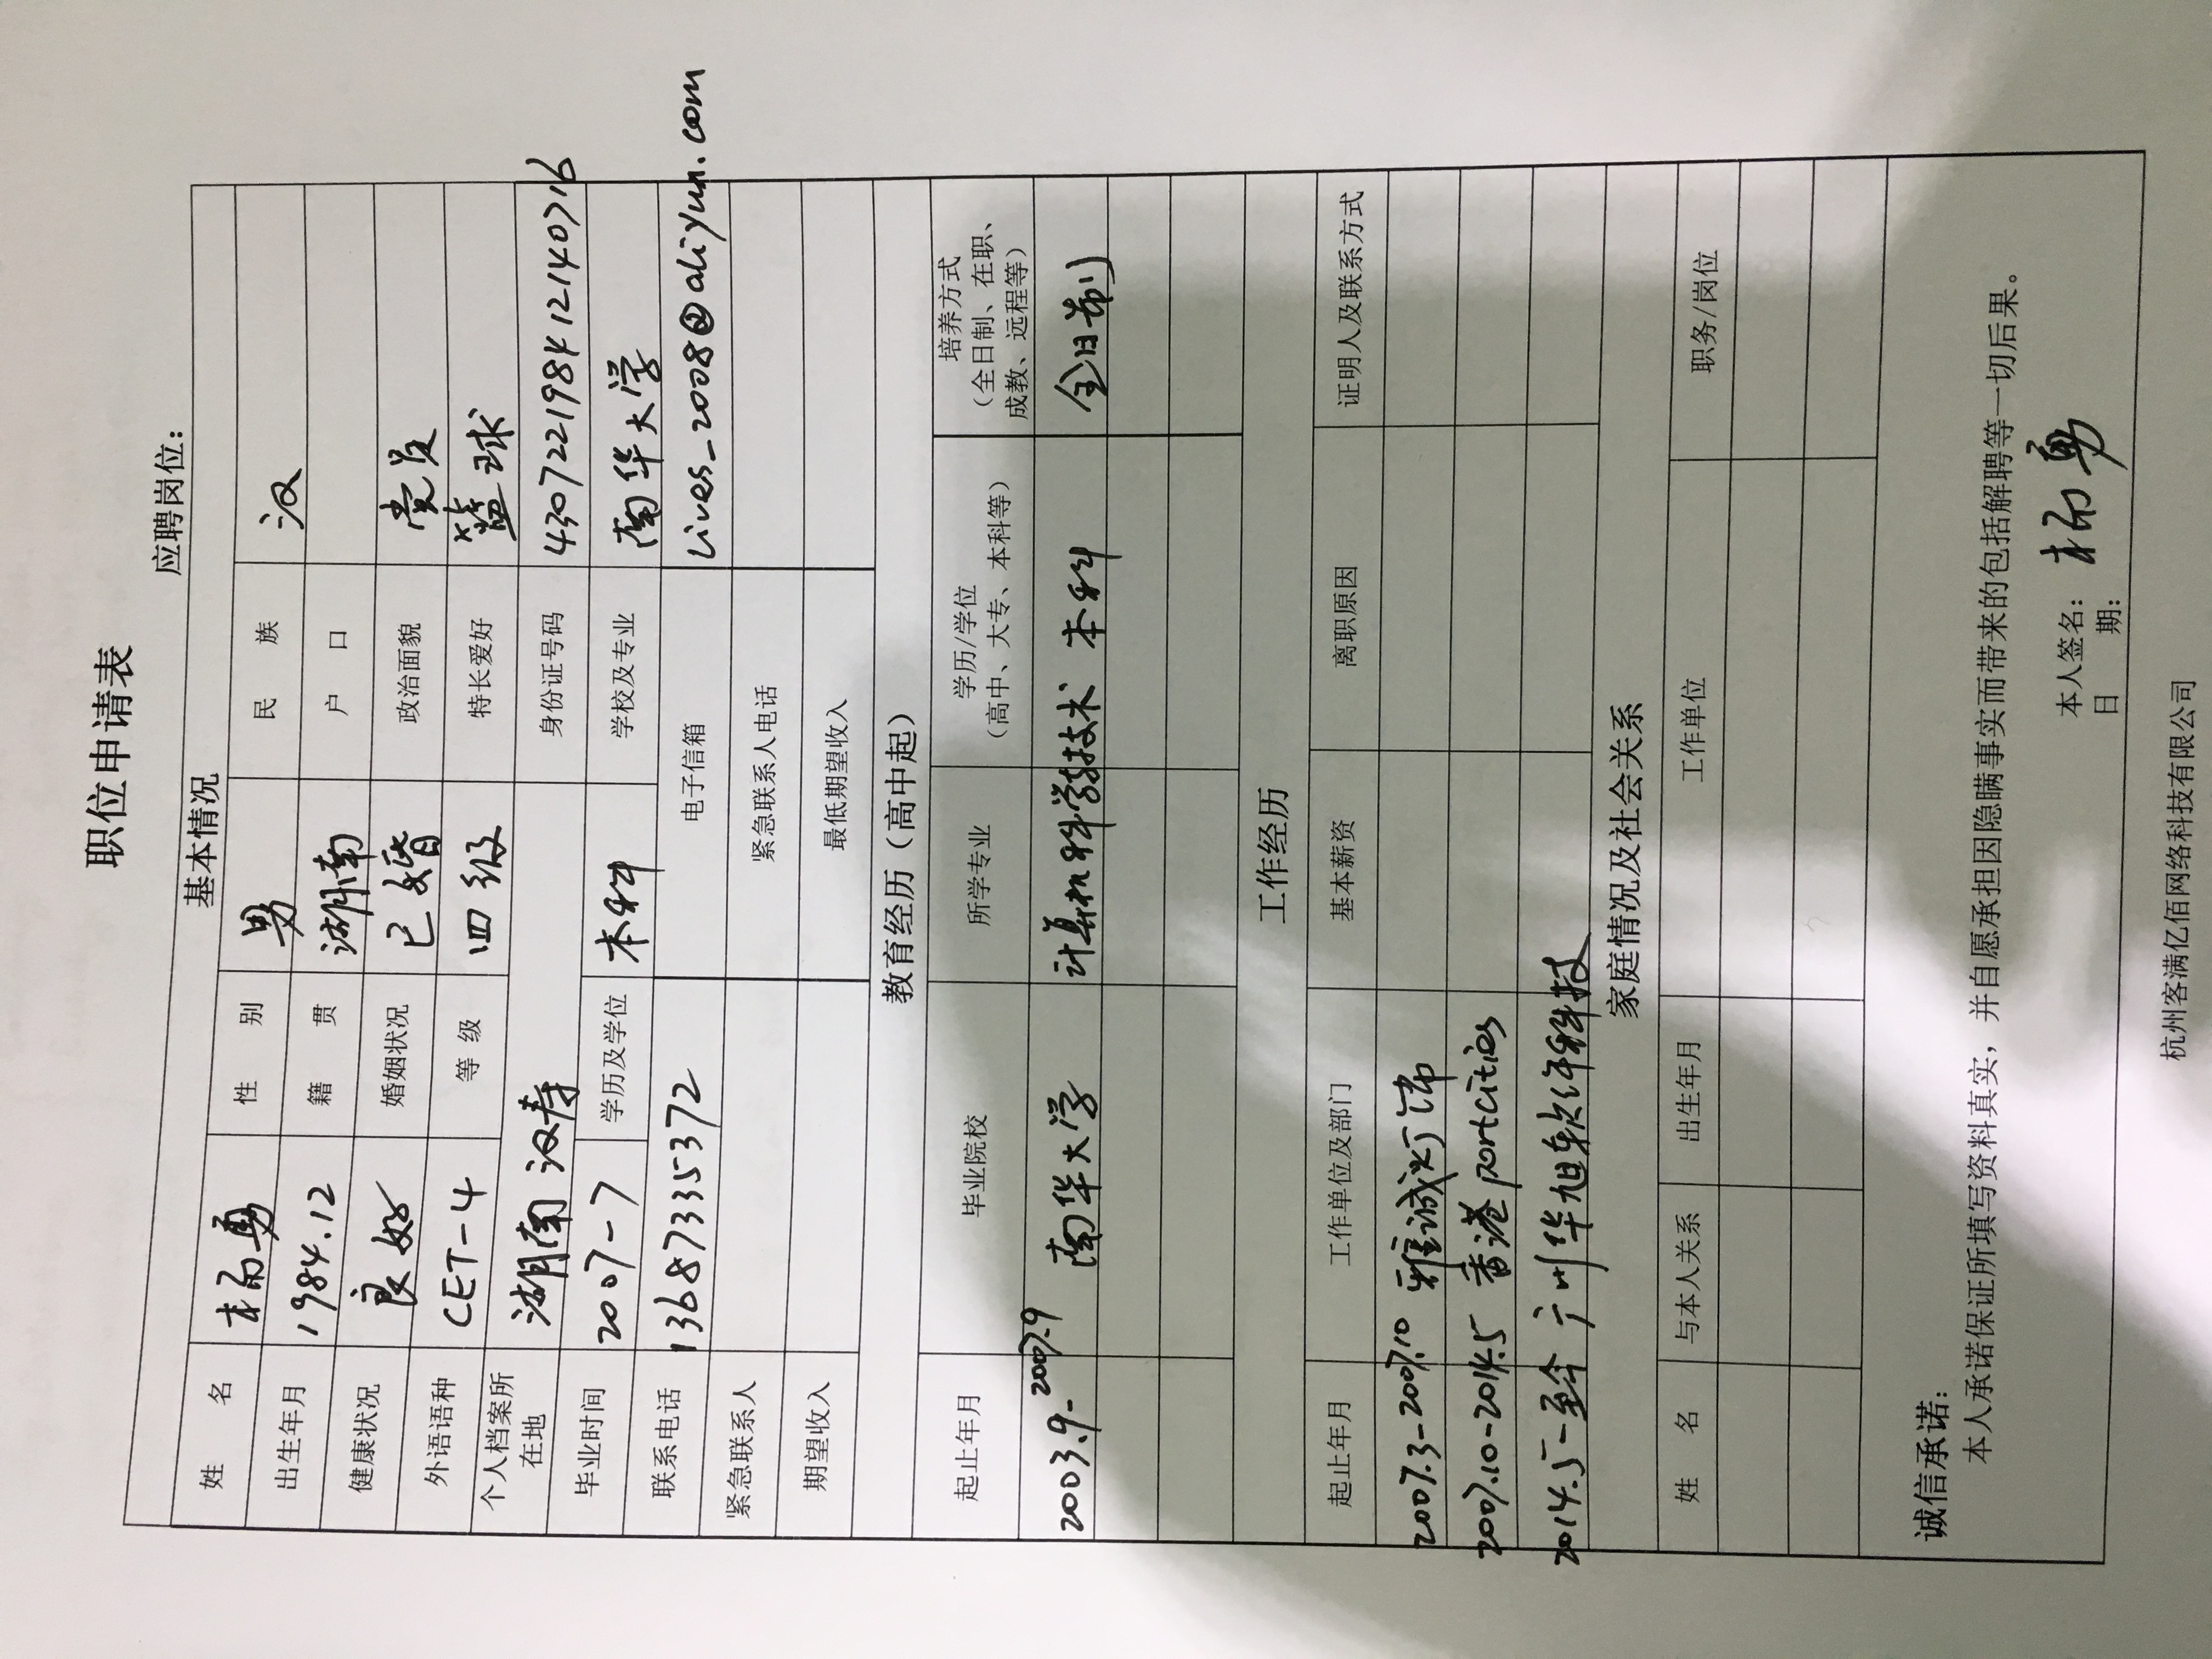 职位申请表
应聘岗位：
基本情况
姓 名 杨勇 性 别 男 民 族 汉
出生年月 1984.12 籍 贯 湖南 户 口
健康状况 良好 婚姻状况 已婚 政治面貌 党员
外语语种 CET-4 等 级 四级 特长爱好 篮球
个人档案所在地 湖南汉寿 身份证号码 430722198412140716
毕业时间 2007-7 学历及学位 本科 学校及专业 南华大学
联系电话 13687335372 电子信箱 Lives_2008@aliyun.com
紧急联系人 紧急联系人电话
期望收入 最低期望收入
教育经历（高中起）
起止年月 毕业院校 所学专业 学历/学位（高中、大专、本科等） 培养方式（全日制、在职、成教、远程等）
2003.9-2007.9 南华大学 计算机科学技术 本科 全日制
工作经历
起止年月 工作单位及部门 基本薪资 离职原因 证明人及联系方式
2007.3-2007.10 雅诚灯饰
2007.10-2014.5 香港portcities
2014.5-至今 广州华旭软件科技
家庭情况及社会关系
姓 名 与本人关系 出生年月 工作单位 职务/岗位
诚信承诺：
本人承诺保证所填写资料真实，并自愿承担因隐瞒事实而带来的包括解聘等一切后果。
本人签名： 杨勇
日 期：
杭州客满亿佰网络科技有限公司